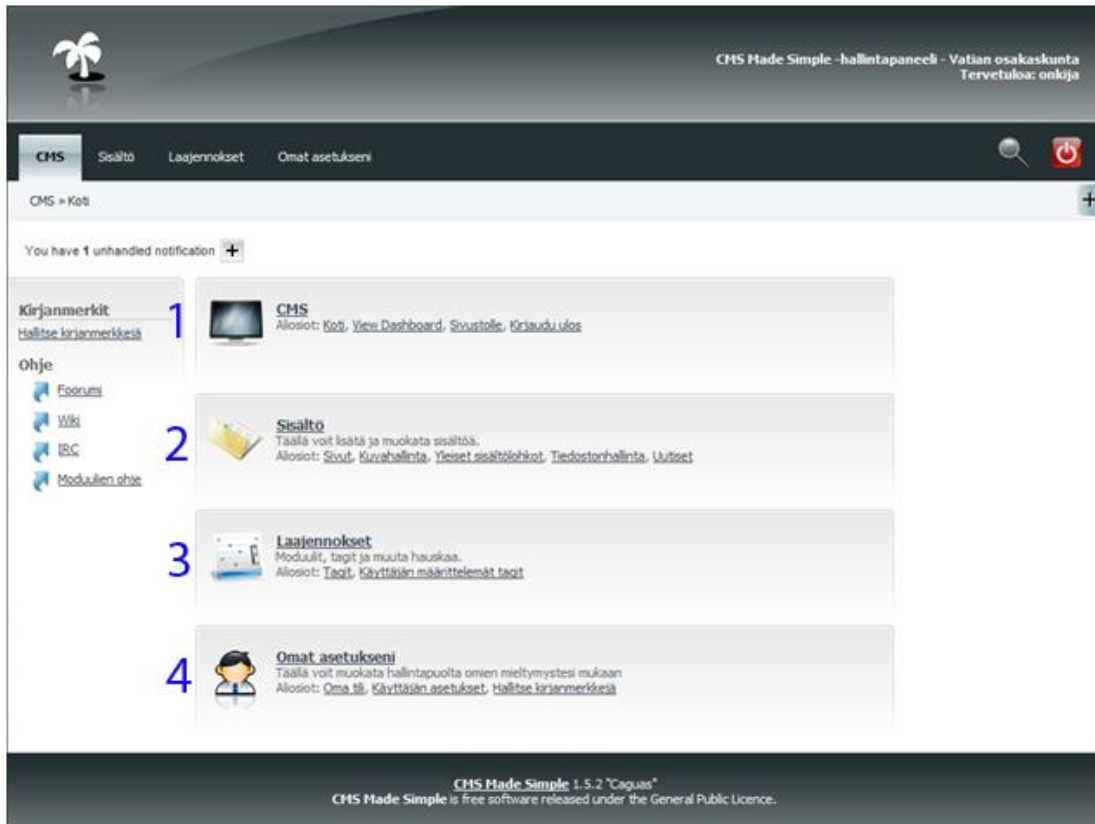 CMS Made Simple -hallintapaneeli - Vatian osakaskunta
Tervetuloa: onkija
CMS
Sisältö
Laajennokset
Omat asetukseni
CMS » Koti
You have 1 unhandled notification
Kirjanmerkit
Hallitse kirjanmerkkejä
Ohje
Foorumi
Wiki
IRC
Moduulien ohje
1
CMS
Aliosiot: Koti, View Dashboard, Sivustolle, Kirjaudu ulos
2
Sisältö
Täällä voit lisätä ja muokata sisältöä.
Aliosiot: Sivut, Kuvahallinta, Yleiset sisältölohkot, Tiedostonhallinta, Uutiset
3
Laajennokset
Moduulit, tagit ja muuta hauskaa.
Aliosiot: Tagit, Käyttäjän määrittelemät tagit
4
Omat asetukseni
Täällä voit muokata hallintapuolta omien mieltymystesi mukaan
Aliosiot: Oma tili, Käyttäjän asetukset, Hallitse kirjanmerkkejä
CMS Made Simple 1.5.2 "Caguas"
CMS Made Simple is free software released under the General Public Licence.